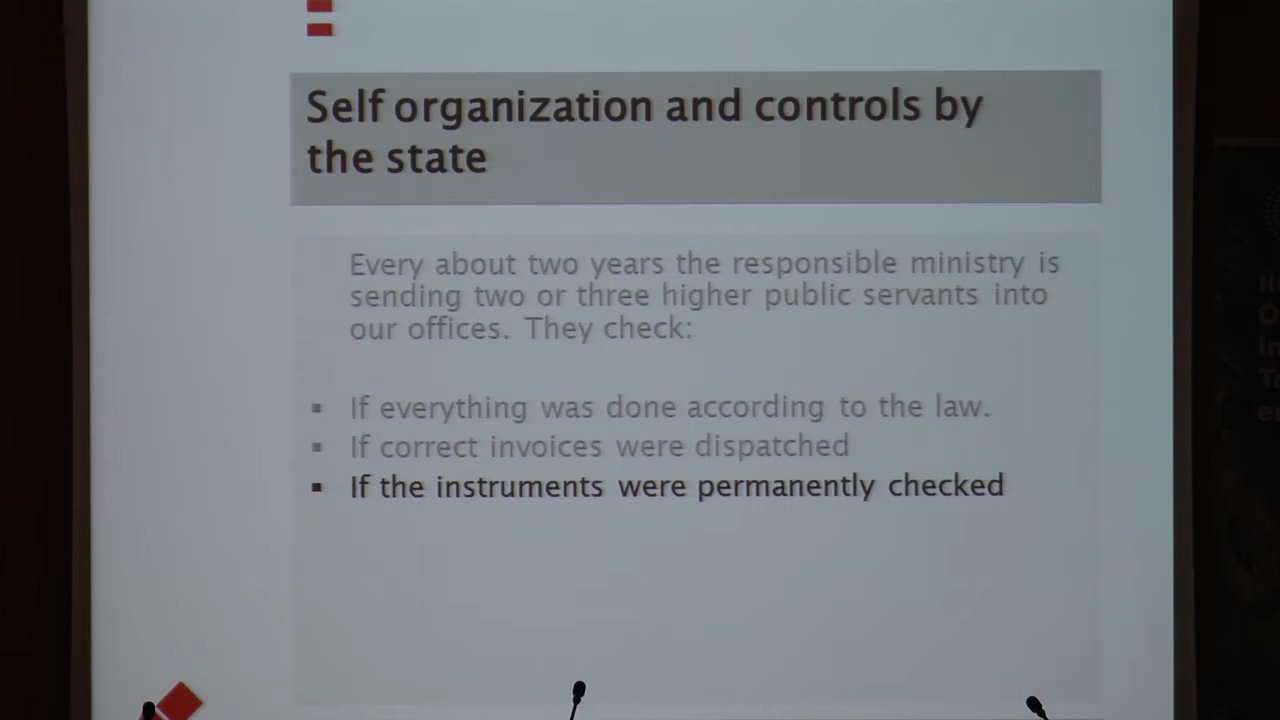 Self organization and controls by
the state
Every about two years the responsible ministry is
sending two or three higher public servants into
our offices. They check:
▪ If everything was done according to the law.
▪ If correct invoices were dispatched
▪ If the instruments were permanently checked